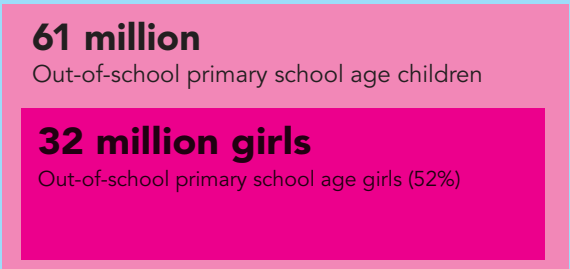 61 million
Out-of-school primary school age children
32 million girls
Out-of-school primary school age girls (52%)